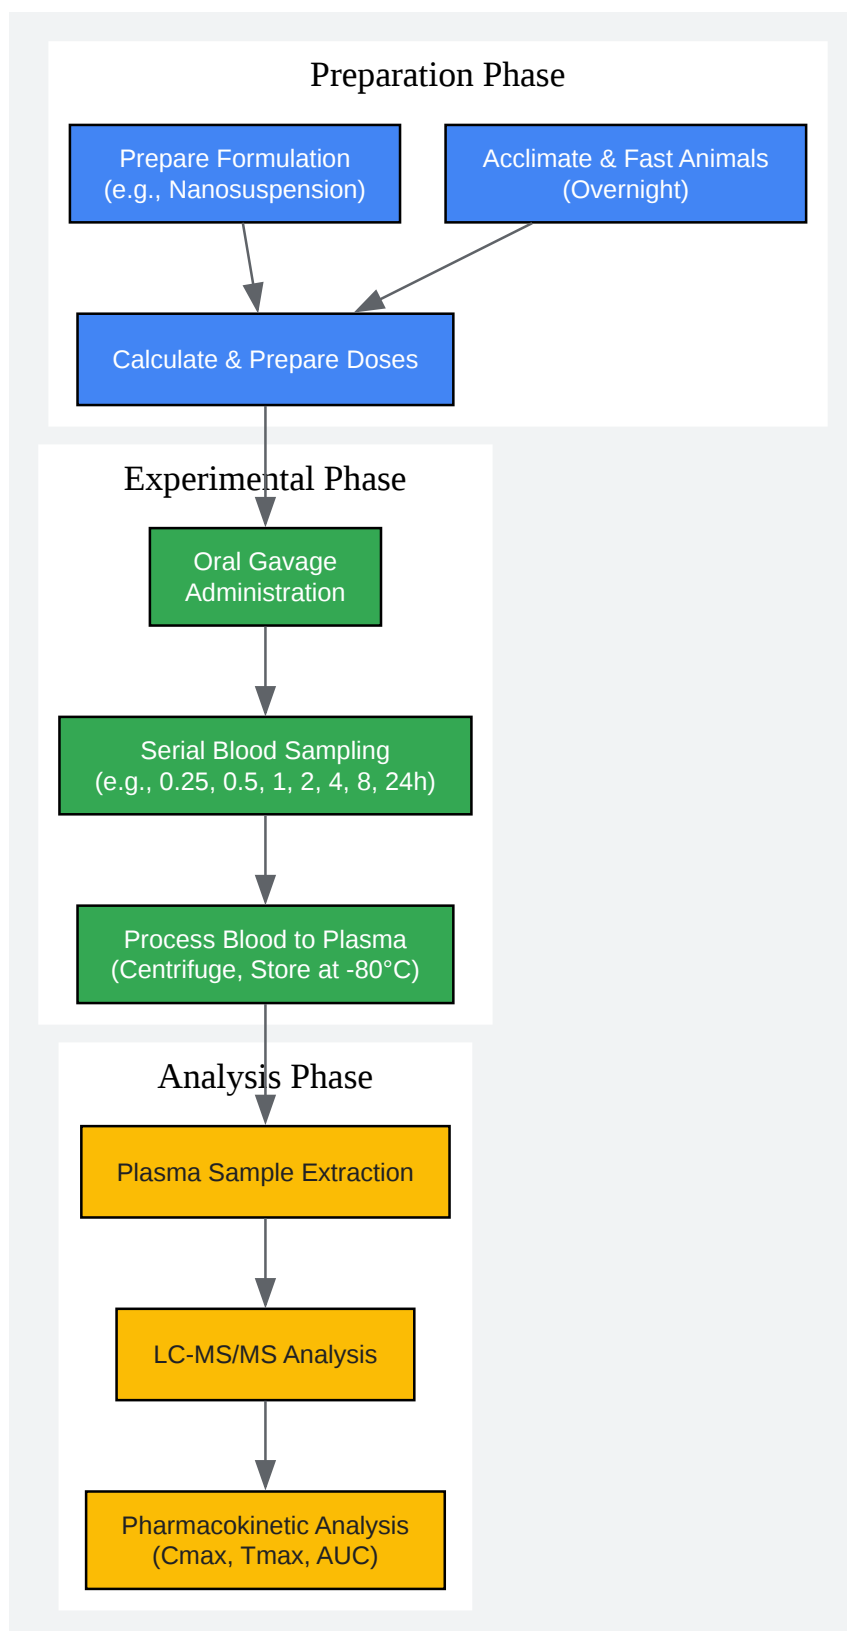 Preparation Phase
Prepare Formulation
(e.g., Nanosuspension)
Acclimate & Fast Animals
(Overnight)
Calculate & Prepare Doses
Experimental Phase
Oral Gavage
Administration
Serial Blood Sampling
(e.g., 0.25, 0.5, 1, 2, 4, 8, 24h)
Process Blood to Plasma
(Centrifuge, Store at -80°C)
Analysis Phase
Plasma Sample Extraction
LC-MS/MS Analysis
Pharmacokinetic Analysis
(Cmax, Tmax, AUC)